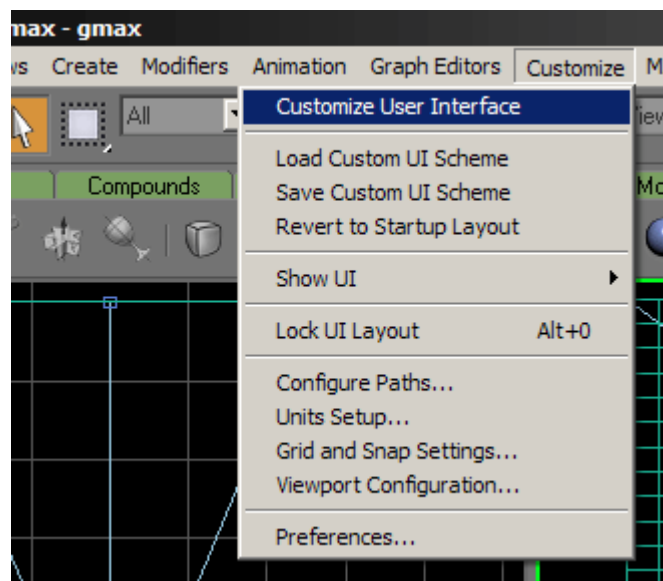 max - gmax
ws Create Modifiers Animation Graph Editors Customize M
All
Customize User Interface
iew
Load Custom UI Scheme
Compounds
Save Custom UI Scheme
Mo
Revert to Startup Layout
Show UI
Lock UI Layout Alt+0
Configure Paths...
Units Setup...
Grid and Snap Settings...
Viewport Configuration...
Preferences...